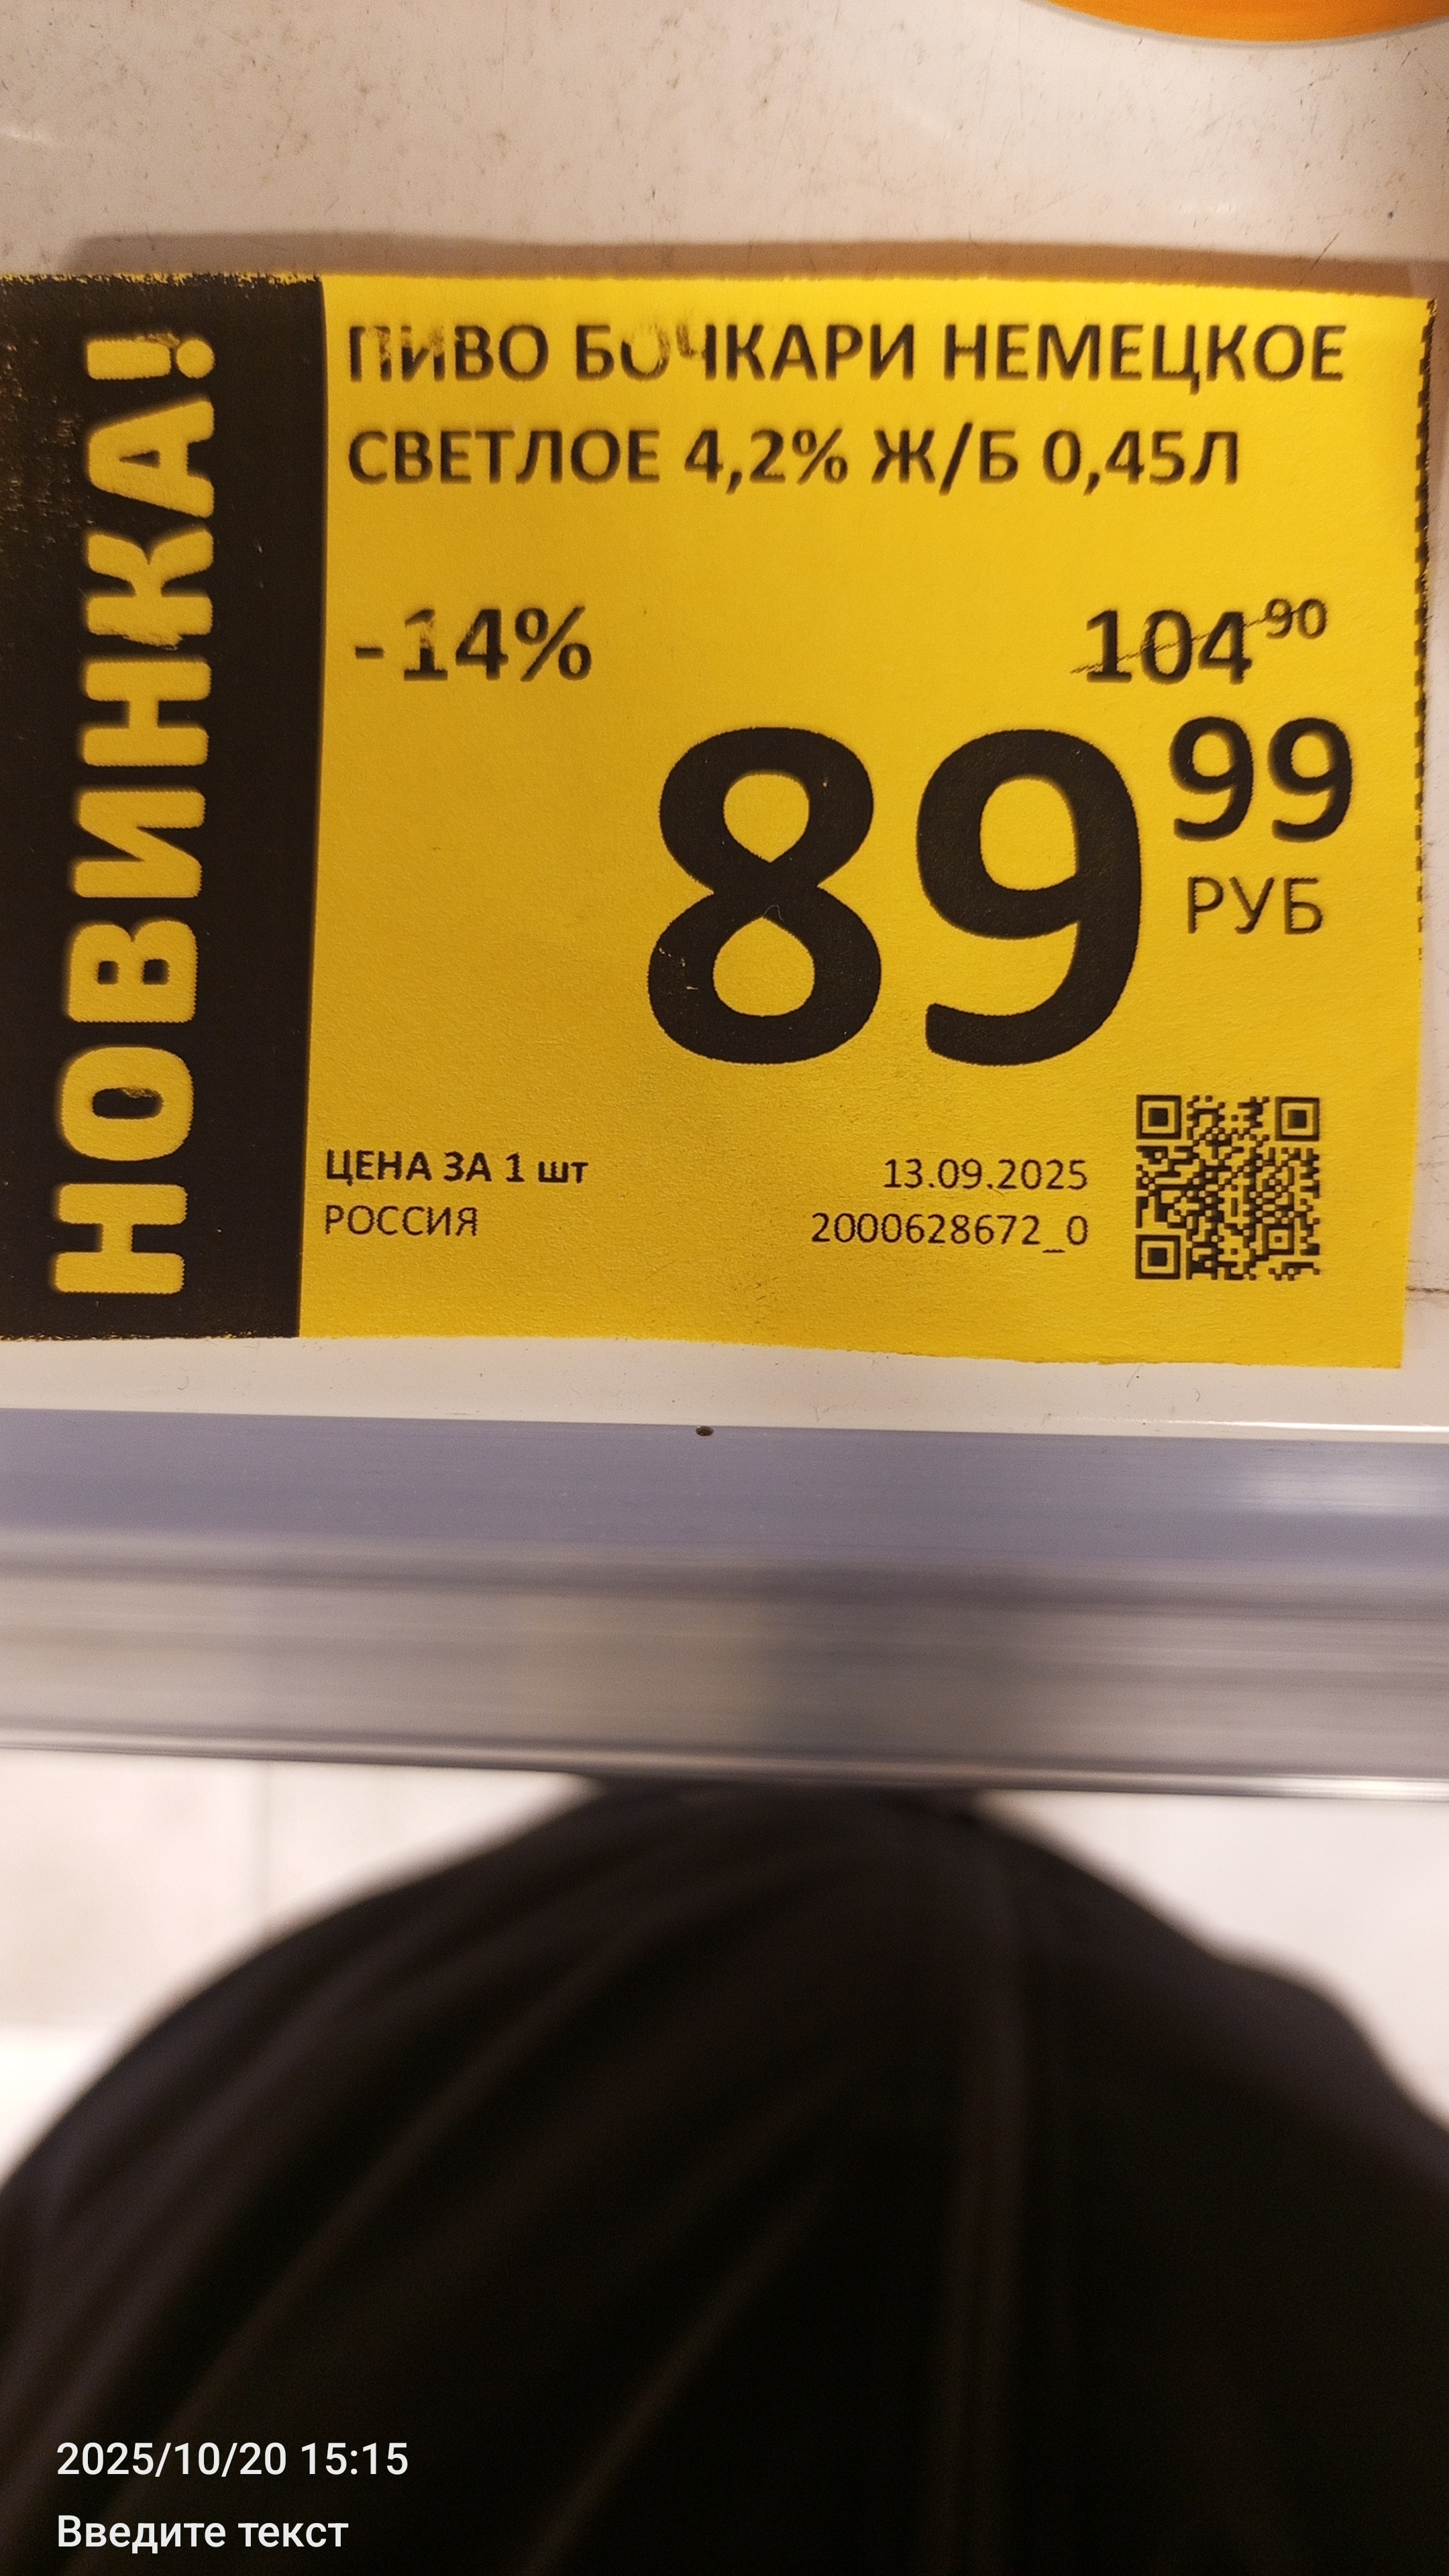 НОВИНКА!
ПИВО БОЧКАРИ НЕМЕЦКОЕ
СВЕТЛОЕ 4,2% Ж/Б 0,45Л
-14%
104 90
89 99
РУБ
ЦЕНА ЗА 1 шт
РОССИЯ
13.09.2025
2000628672_0
2025/10/20 15:15
Введите текст